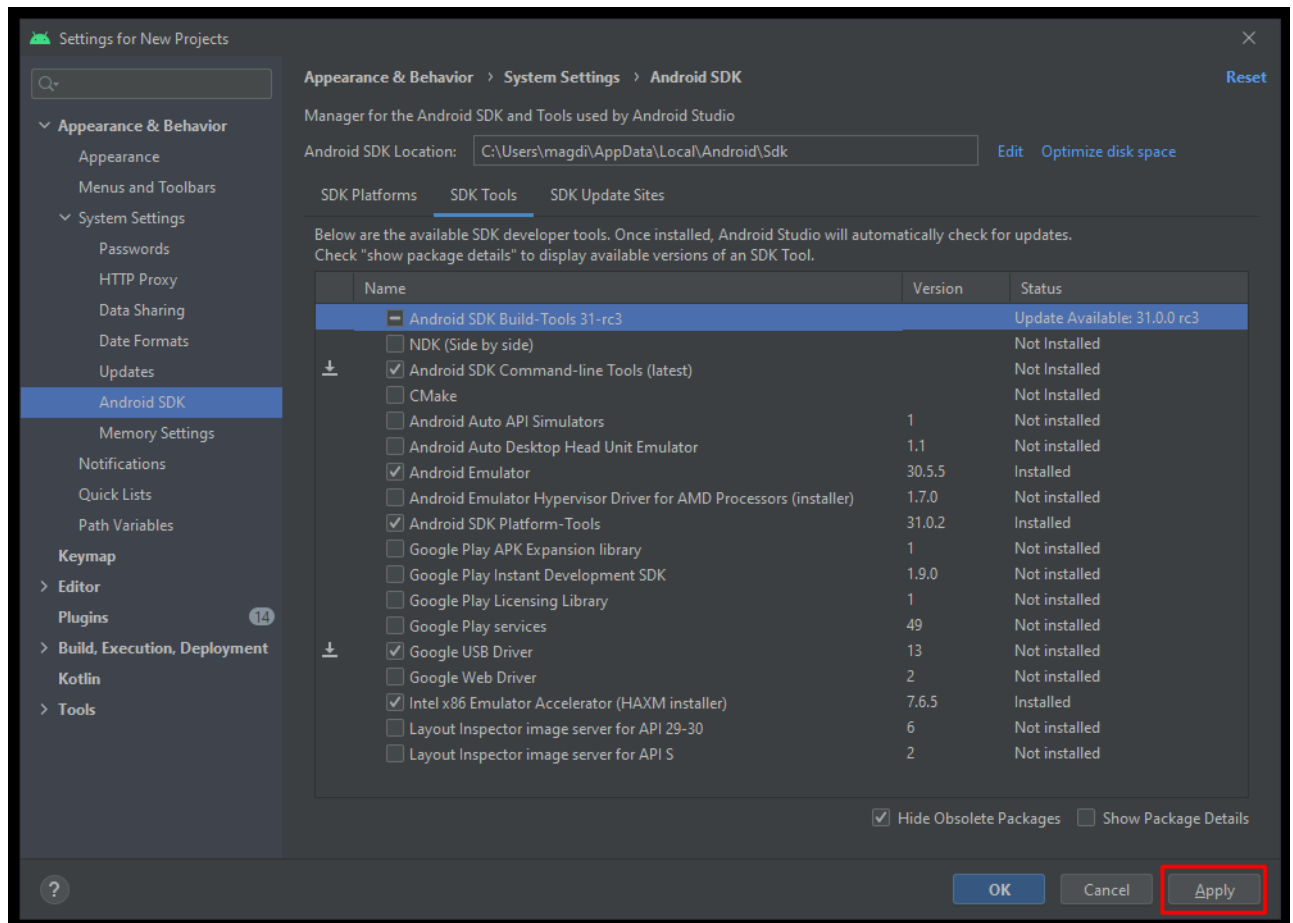 Settings for New Projects
Appearance & Behavior › System Settings › Android SDK
Reset
Manager for the Android SDK and Tools used by Android Studio
Android SDK Location: C:\Users\magdi\AppData\Local\Android\Sdk Edit Optimize disk space
Appearance & Behavior
Appearance
Menus and Toolbars
System Settings
Passwords
HTTP Proxy
Data Sharing
Date Formats
Updates
Android SDK
Memory Settings
Notifications
Quick Lists
Path Variables
Keymap
Editor
Plugins 14
Build, Execution, Deployment
Kotlin
Tools
SDK Platforms SDK Tools SDK Update Sites
Below are the available SDK developer tools. Once installed, Android Studio will automatically check for updates.
Check "show package details" to display available versions of an SDK Tool.
Name Version Status
Android SDK Build-Tools 31-rc3 Update Available: 31.0.0 rc3
NDK (Side by side) Not Installed
Android SDK Command-line Tools (latest) Not Installed
CMake Not Installed
Android Auto API Simulators 1 Not installed
Android Auto Desktop Head Unit Emulator 1.1 Not installed
Android Emulator 30.5.5 Installed
Android Emulator Hypervisor Driver for AMD Processors (installer) 1.7.0 Not installed
Android SDK Platform-Tools 31.0.2 Installed
Google Play APK Expansion library 1 Not installed
Google Play Instant Development SDK 1.9.0 Not installed
Google Play Licensing Library 1 Not installed
Google Play services 49 Not installed
Google USB Driver 13 Not installed
Google Web Driver 2 Not installed
Intel x86 Emulator Accelerator (HAXM installer) 7.6.5 Installed
Layout Inspector image server for API 29-30 6 Not installed
Layout Inspector image server for API S 2 Not installed
Hide Obsolete Packages Show Package Details
? OK Cancel Apply